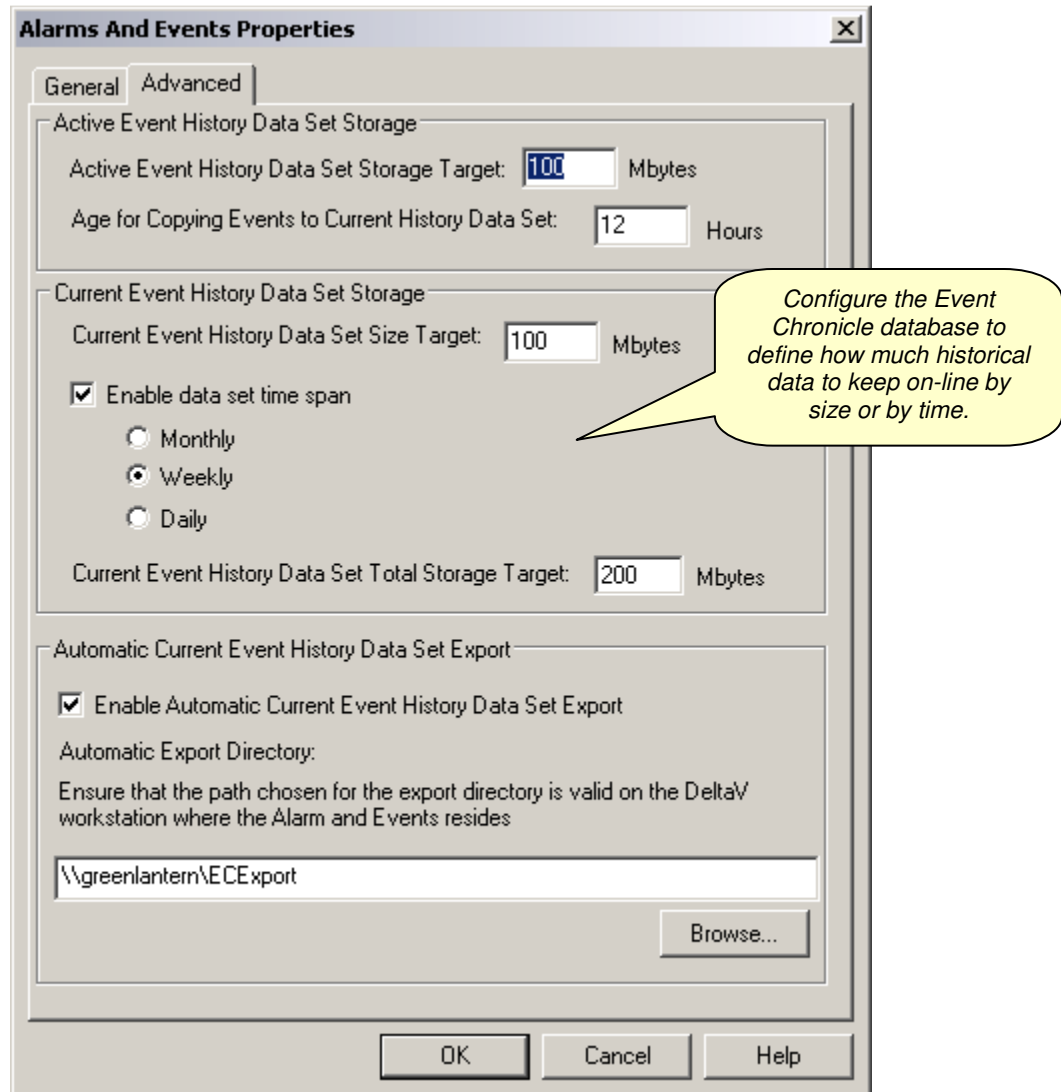 Alarms And Events Properties
General
Advanced
Active Event History Data Set Storage
Active Event History Data Set Storage Target: 100 Mbytes
Age for Copying Events to Current History Data Set: 12 Hours
Current Event History Data Set Storage
Current Event History Data Set Size Target: 100 Mbytes
Configure the Event
Chronicle database to
define how much historical
data to keep on-line by
size or by time.
Enable data set time span
Monthly
Weekly
Daily
Current Event History Data Set Total Storage Target: 200 Mbytes
Automatic Current Event History Data Set Export
Enable Automatic Current Event History Data Set Export
Automatic Export Directory:
Ensure that the path chosen for the export directory is valid on the DeltaV
workstation where the Alarm and Events resides
\\greenlantern\ECExport
Browse...
OK
Cancel
Help